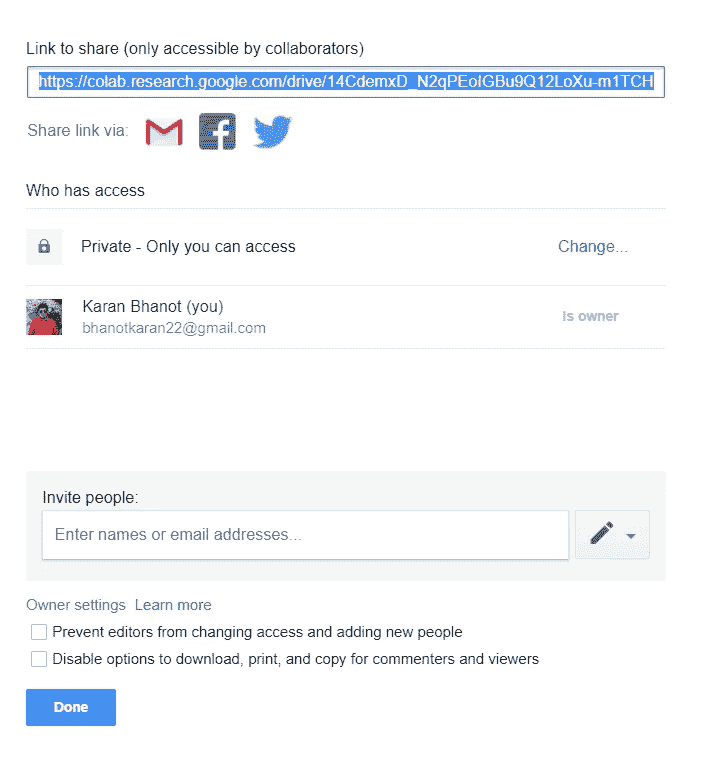 Link to share (only accessible by collaborators)
https://colab.research.google.com/drive/14CdemxD_N2qPEoIGBu9Q12LoXu-m1TCH
Share link via:
Who has access
Private - Only you can access Change...
Karan Bhanot (you)
bhanotkaran22@gmail.com
Is owner
Invite people:
Enter names or email addresses...
Owner settings Learn more
Prevent editors from changing access and adding new people
Disable options to download, print, and copy for commenters and viewers
Done